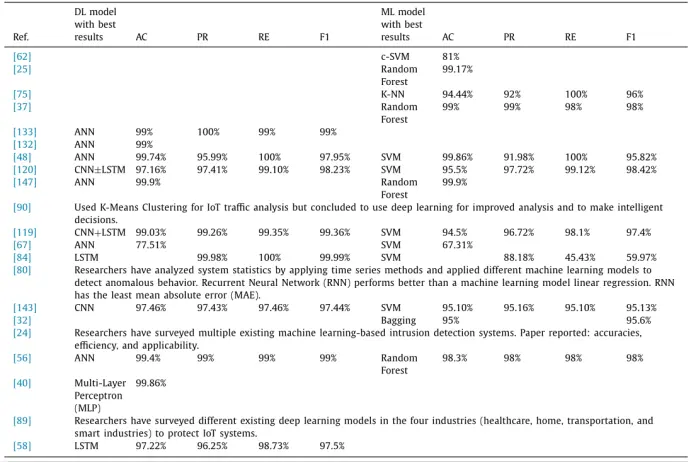 DL model with best results ML model with best results
Ref. AC PR RE F1 AC PR RE F1
[62] c-SVM 81%
[25] Random Forest 99.17%
[75] K-NN 94.44% 92% 100% 96%
[37] Random Forest 99% 99% 98% 98%
[133] ANN 99% 100% 99% 99%
[132] ANN 99%
[48] ANN 99.74% 95.99% 100% 97.95% SVM 99.86% 91.98% 100% 95.82%
[120] CNN±LSTM 97.16% 97.41% 99.10% 98.23% SVM 95.5% 97.72% 99.12% 98.42%
[147] ANN 99.9% Random Forest 99.9%
[90] Used K-Means Clustering for IoT traffic analysis but concluded to use deep learning for improved analysis and to make intelligent
decisions.
[119] CNN+LSTM 99.03% 99.26% 99.35% 99.36% SVM 94.5% 96.72% 98.1% 97.4%
[67] ANN 77.51% SVM 67.31%
[84] LSTM 99.98% 100% 99.99% SVM 88.18% 45.43% 59.97%
[80] Researchers have analyzed system statistics by applying time series methods and applied different machine learning models to
detect anomalous behavior. Recurrent Neural Network (RNN) performs better than a machine learning model linear regression. RNN
has the least mean absolute error (MAE).
[143] CNN 97.46% 97.43% 97.46% 97.44% SVM 95.10% 95.16% 95.10% 95.13%
[32] Bagging 95% 95.6%
[24] Researchers have surveyed multiple existing machine learning-based intrusion detection systems. Paper reported: accuracies,
efficiency, and applicability.
[56] ANN 99.4% 99% 99% 99% Random Forest 98.3% 98% 98% 98%
[40] Multi-Layer Perceptron (MLP) 99.86%
[89] Researchers have surveyed different existing deep learning models in the four industries (healthcare, home, transportation, and
smart industries) to protect IoT systems.
[58] LSTM 97.22% 96.25% 98.73% 97.5%